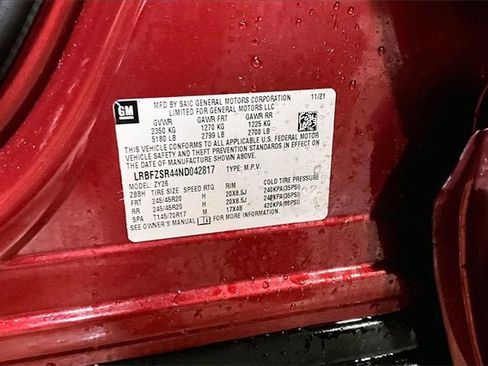 GM
MFD BY SAIC GENERAL MOTORS CORPORATION 11/21
LIMITED FOR GENERAL MOTORS LLC
GVWR GAWR FRT GAWR RR
2350 KG 1270 KG 1225 KG
5180 LB 2799 LB 2700 LB
THIS VEHICLE CONFORMS TO ALL APPLICABLE U.S. FEDERAL MOTOR
VEHICLE SAFETY AND THEFT PREVENTION STANDARDS IN EFFECT ON
THE DATE OF MANUFACTURE SHOWN ABOVE.
LRBFZSR44ND042817 TYPE: M.P.V.
MODEL: ZY26
ZBBH TIRE SIZE SPEED RTG RIM COLD TIRE PRESSURE
FRT 245/45R20 H 20X8.5J 240KPA(35PSI)
RR 245/45R20 H 20X8.5J 240KPA(35PSI)
SPA T145/70R17 M 17X4B 420KPA(60PSI)
SEE OWNER'S MANUAL FOR MORE INFORMATION